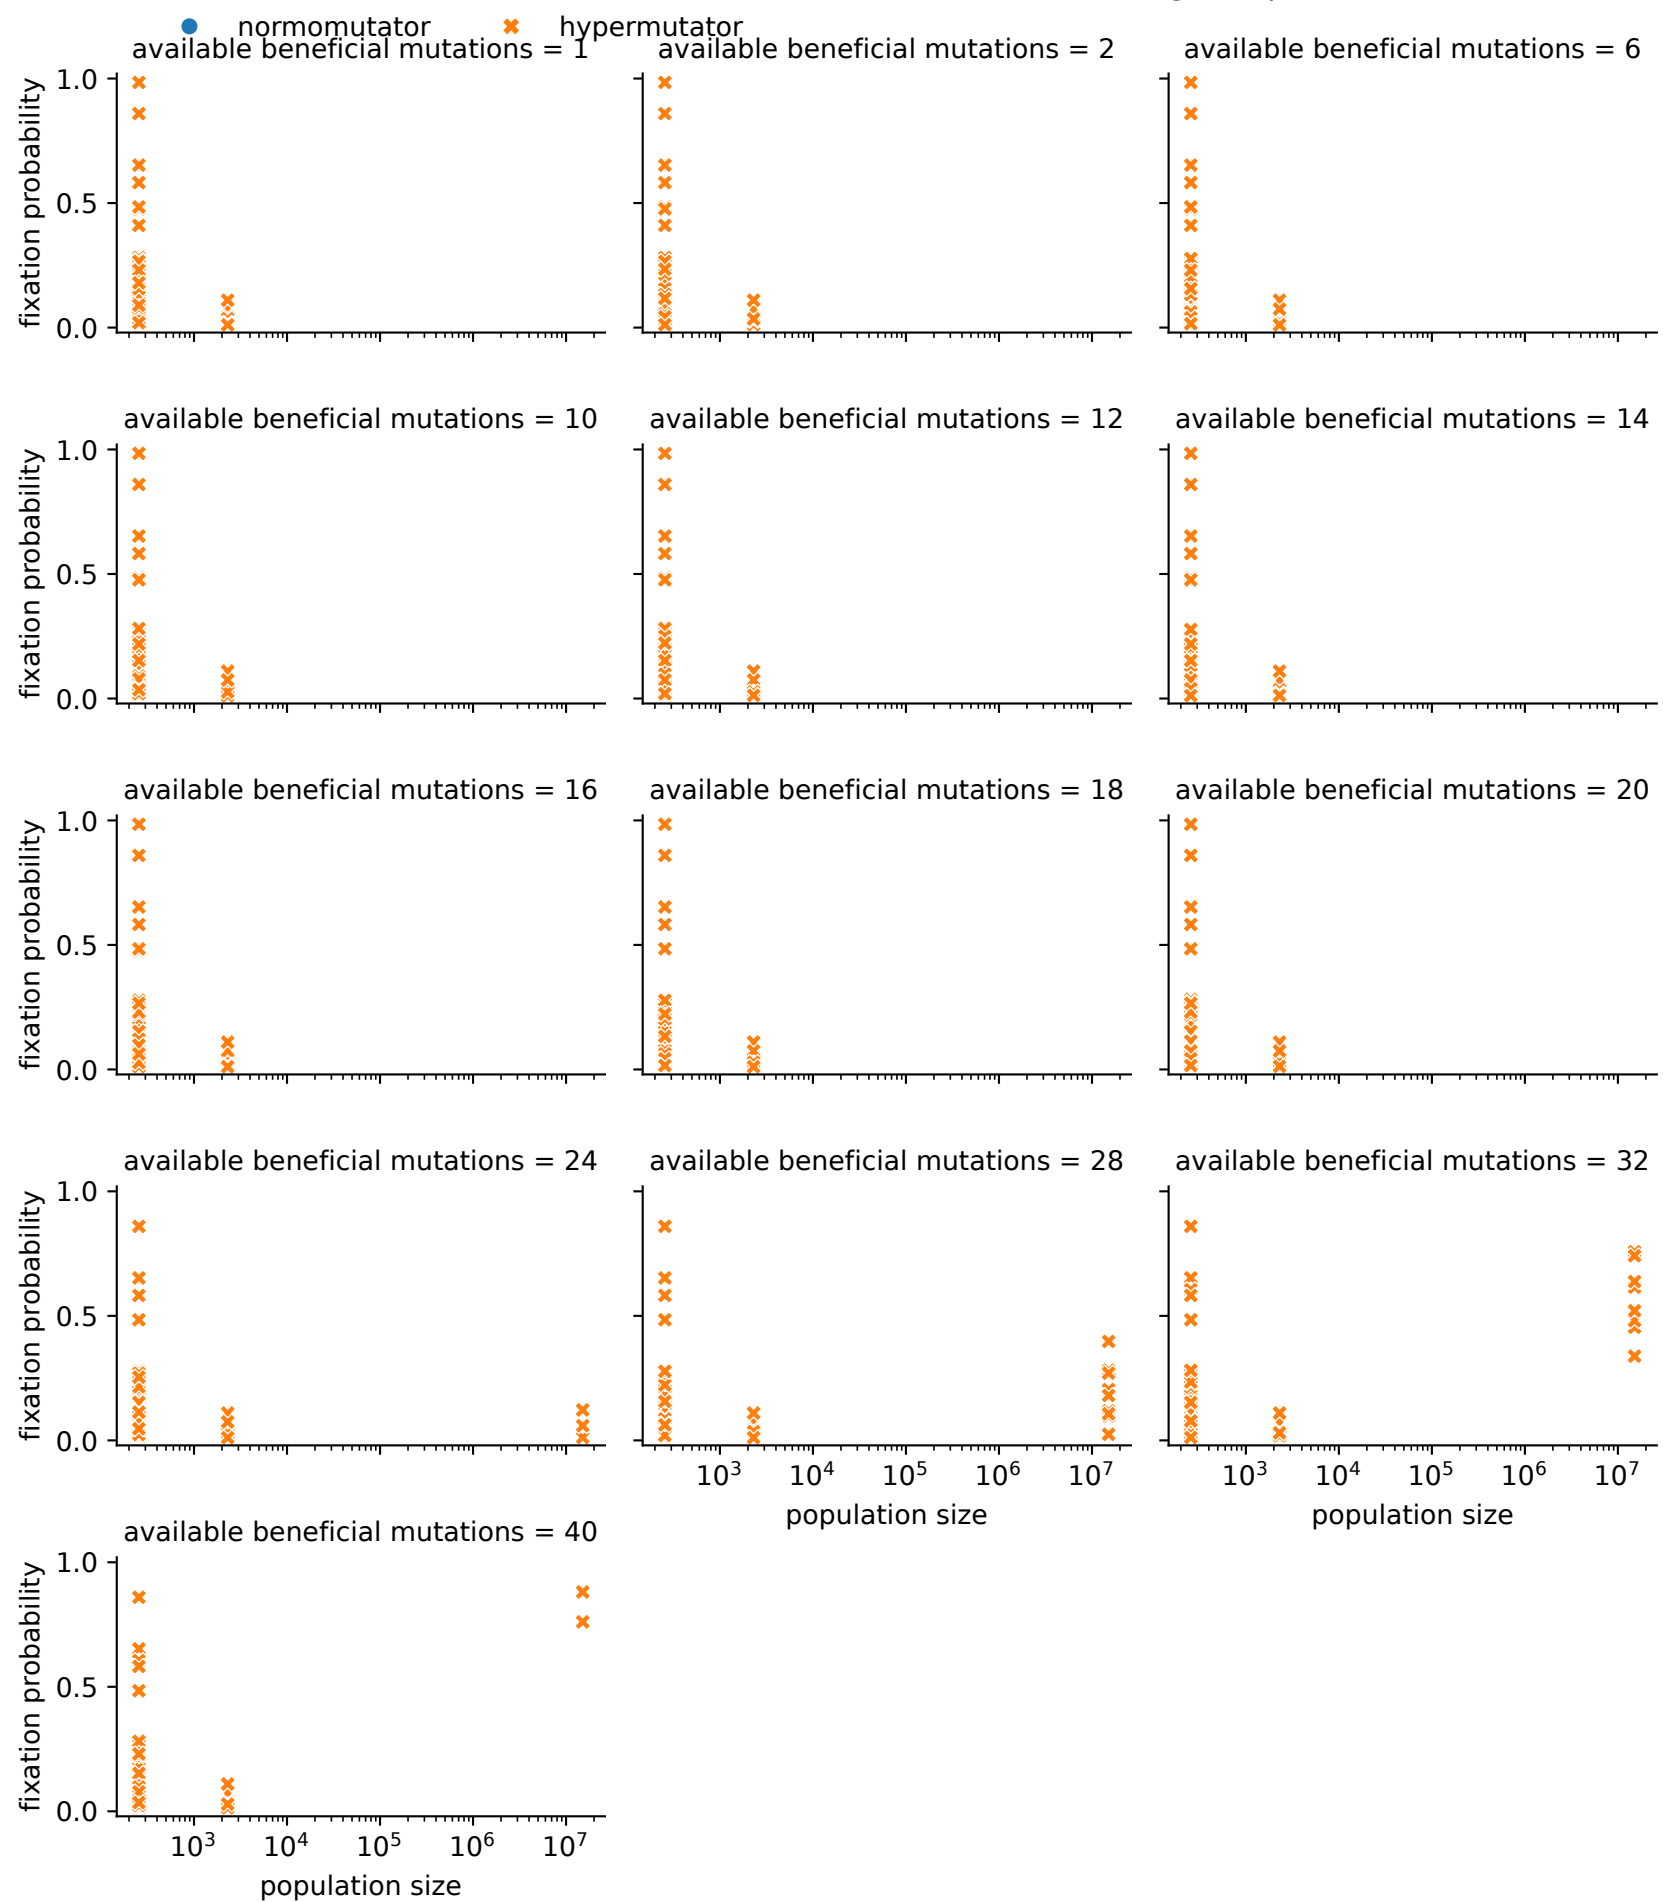 normomutator hypermutator
available beneficial mutations = 1 available beneficial mutations = 2 available beneficial mutations = 6
fixation probability
1.0
0.5
0.0
available beneficial mutations = 10 available beneficial mutations = 12 available beneficial mutations = 14
fixation probability
1.0
0.5
0.0
available beneficial mutations = 16 available beneficial mutations = 18 available beneficial mutations = 20
fixation probability
1.0
0.5
0.0
available beneficial mutations = 24 available beneficial mutations = 28 available beneficial mutations = 32
fixation probability
1.0
0.5
0.0
10³ 10⁴ 10⁵ 10⁶ 10⁷ 10³ 10⁴ 10⁵ 10⁶ 10⁷
population size population size
available beneficial mutations = 40
fixation probability
1.0
0.5
0.0
10³ 10⁴ 10⁵ 10⁶ 10⁷
population size